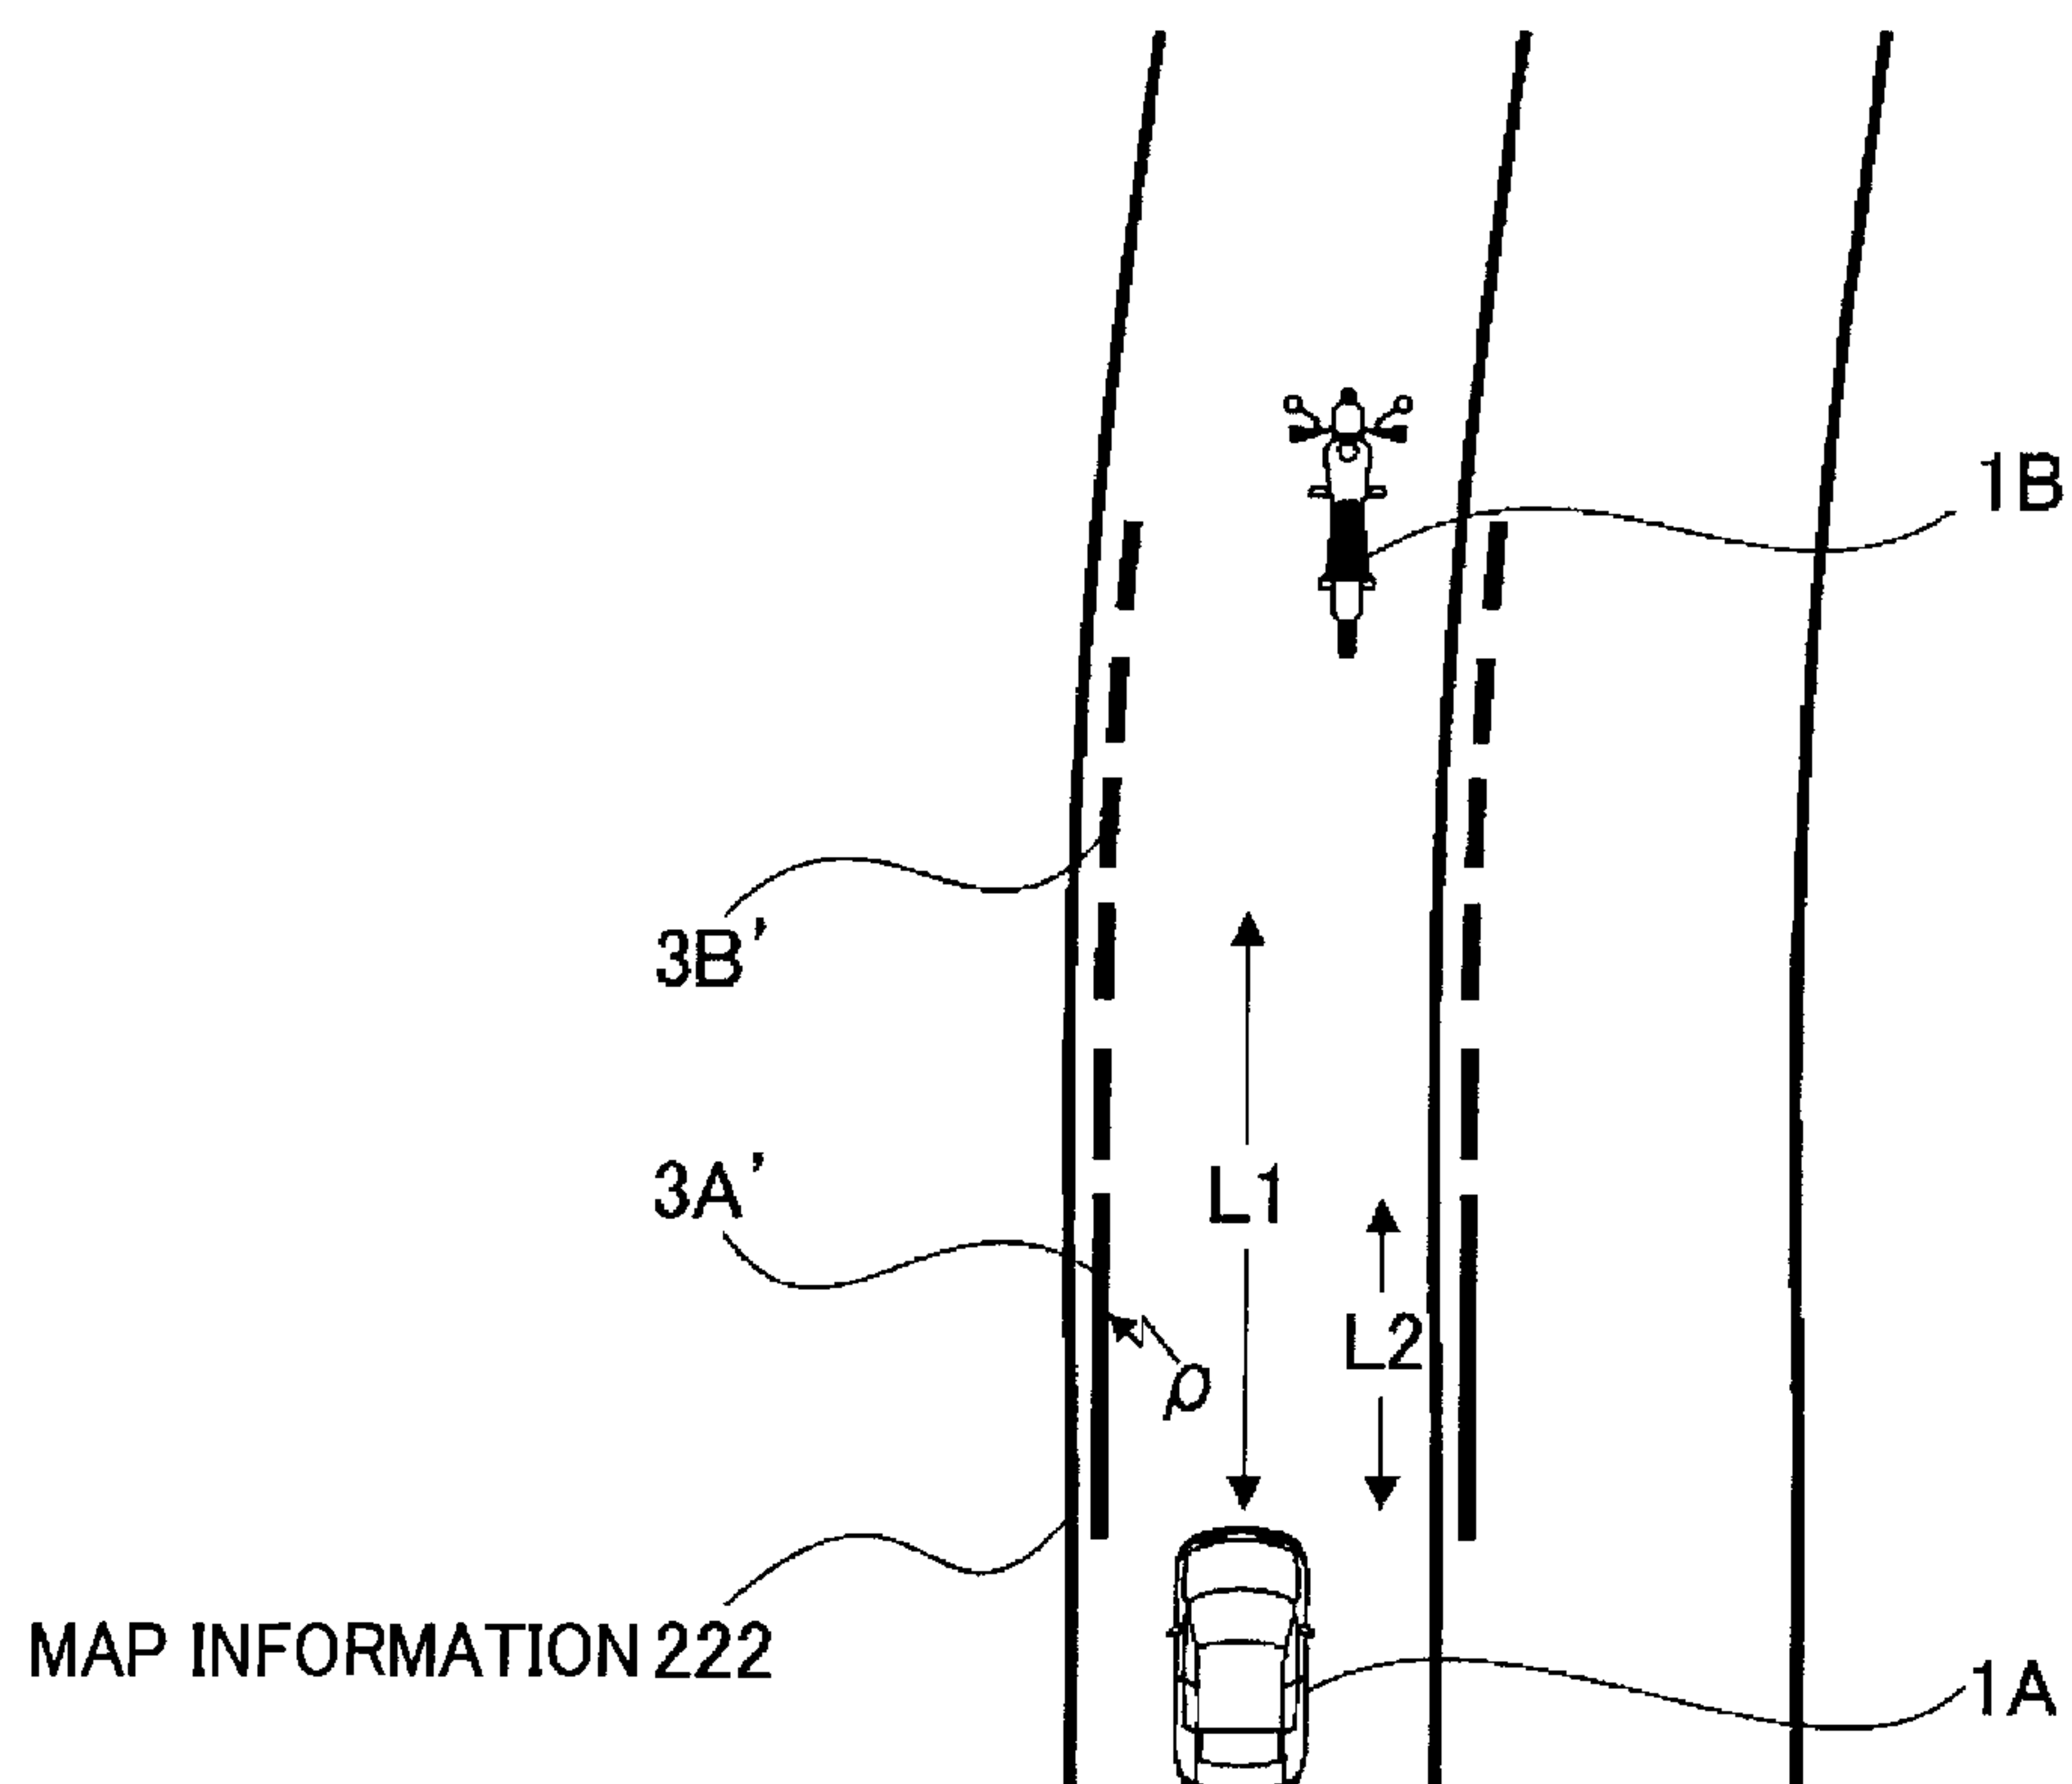 1B
3B'
3A'
L1
L2
ρ
MAP INFORMATION 222
1A